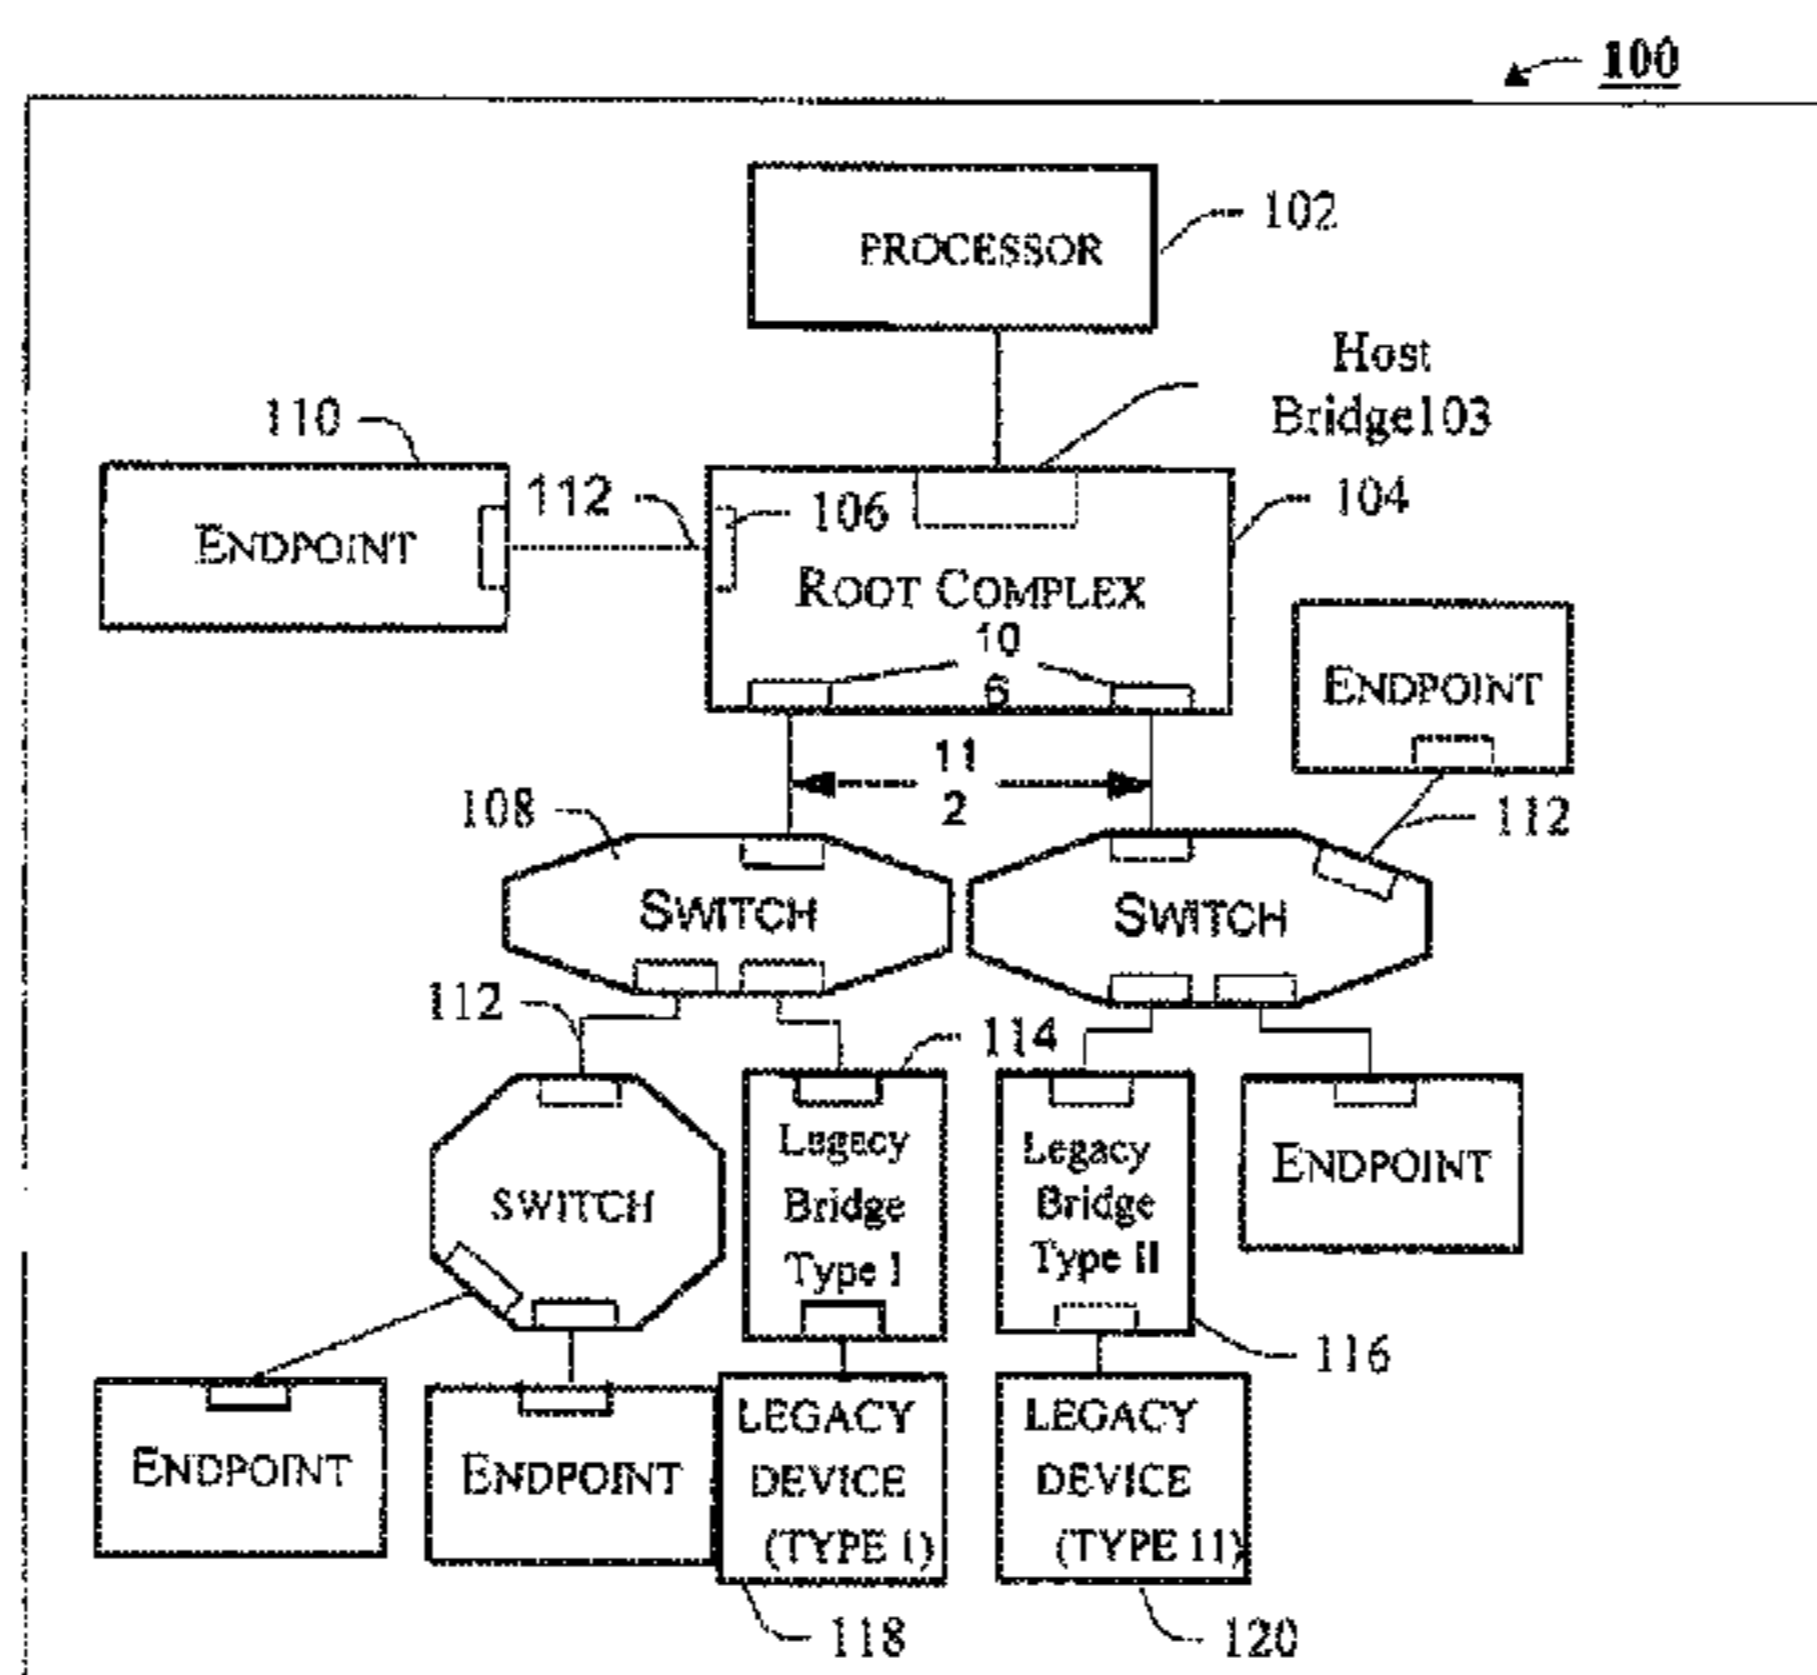 100
PROCESSOR
102
Host
Bridge103
110
ENDPOINT
112
106
104
ROOT COMPLEX
10
6
ENDPOINT
11
2
108
112
SWITCH
SWITCH
112
114
Legacy
Bridge
Type I
Legacy
Bridge
Type II
ENDPOINT
SWITCH
116
ENDPOINT
ENDPOINT
LEGACY
DEVICE
(TYPE I)
LEGACY
DEVICE
(TYPE 11)
118
120